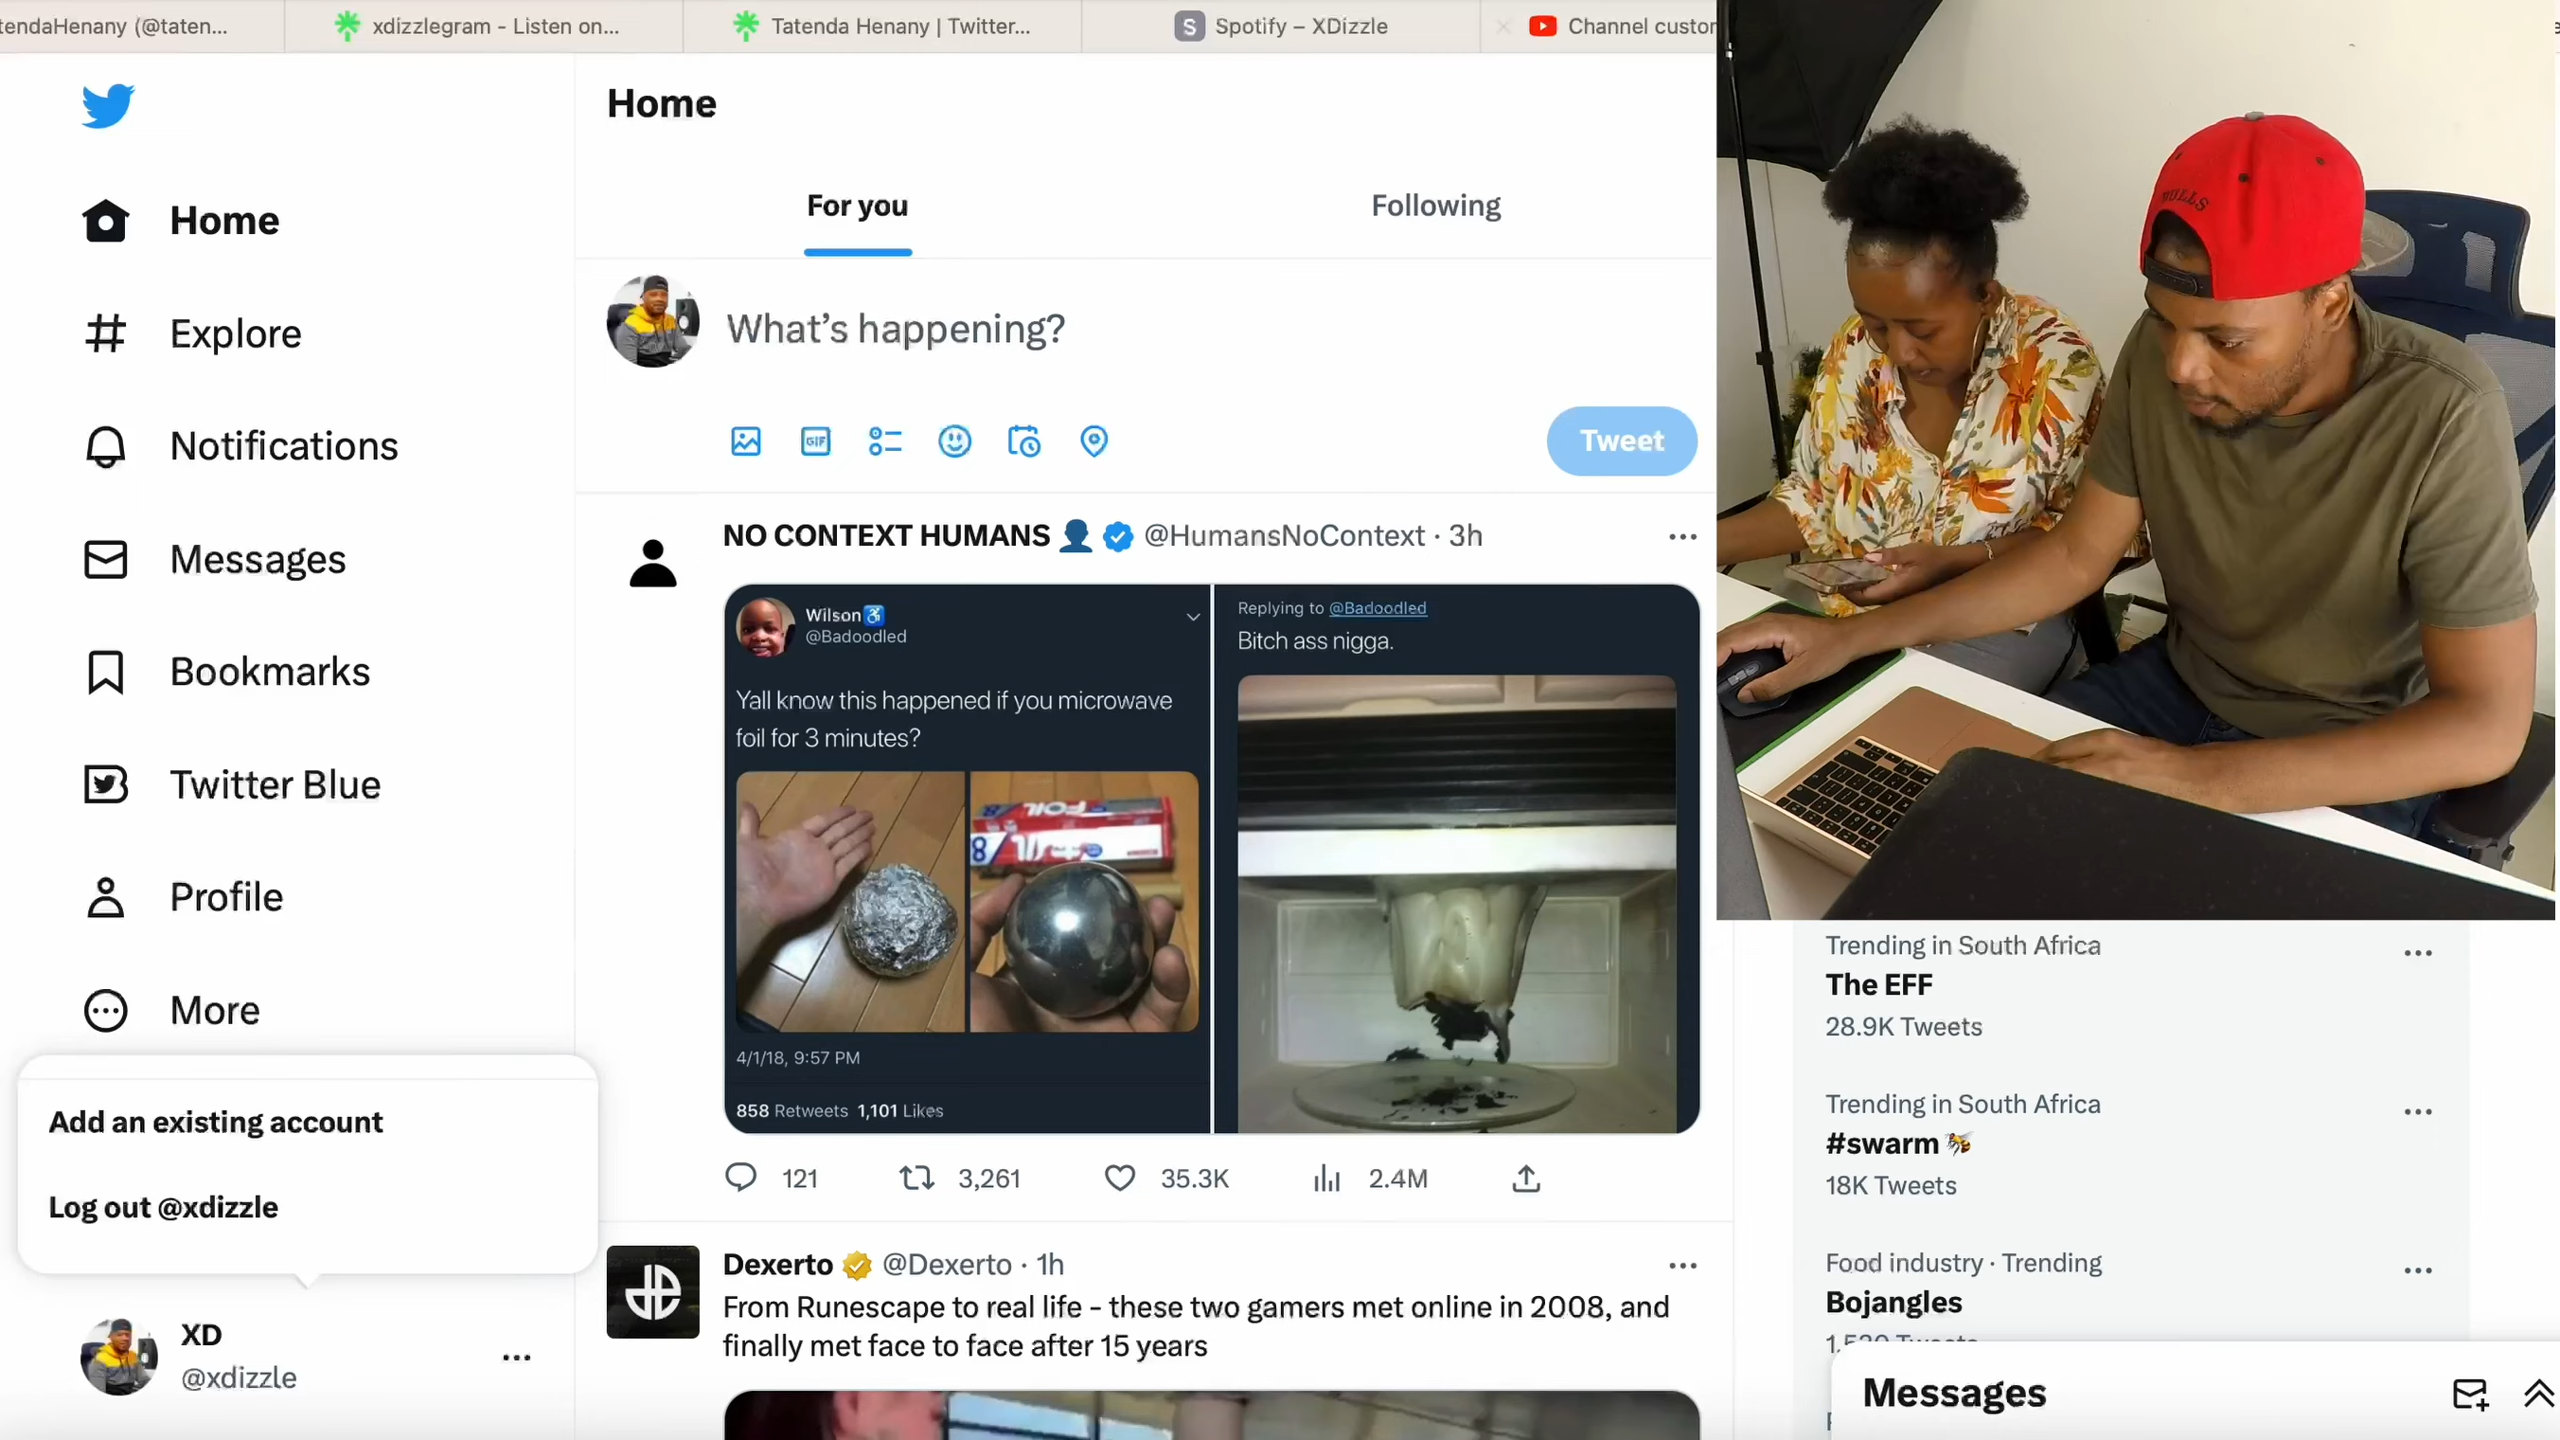 tendaHenany (@taten...
xdizzlegram - Listen on...
Tatenda Henany | Twitter...
S
Spotify – XDizzle
Channel custor
Home
Home
Explore
Notifications
Messages
Bookmarks
Twitter Blue
Profile
More
Add an existing account
Log out @xdizzle
XD
@xdizzle
For you
Following
What's happening?
GIF
Tweet
NO CONTEXT HUMANS 👤 @HumansNoContext · 3h
Wilson♿
@Badoodled
Yall know this happened if you microwave
foil for 3 minutes?
FOIL
4/1/18, 9:57 PM
858 Retweets 1,101 Likes
Replying to @Badoodled
Bitch ass nigga.
121
3,261
35.3K
2.4M
Dexerto @Dexerto · 1h
From Runescape to real life - these two gamers met online in 2008, and
finally met face to face after 15 years
BULLS
Trending in South Africa
The EFF
28.9K Tweets
Trending in South Africa
#swarm 🐝
18K Tweets
Food industry · Trending
Bojangles
Messages